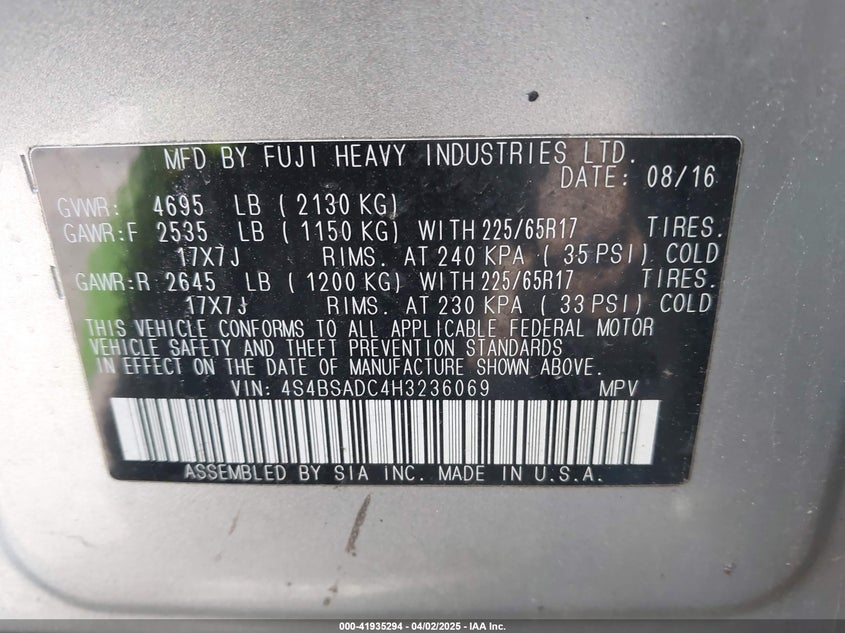 MFD BY FUJI HEAVY INDUSTRIES LTD.
DATE: 08/16
GVWR: 4695 LB ( 2130 KG)
GAWR:F 2535 LB ( 1150 KG) WITH 225/65R17 TIRES.
17X7J RIMS. AT 240 KPA ( 35 PSI) COLD
GAWR:R 2645 LB ( 1200 KG) WITH 225/65R17 TIRES.
17X7J RIMS. AT 230 KPA ( 33 PSI) COLD
THIS VEHICLE CONFORMS TO ALL APPLICABLE FEDERAL MOTOR
VEHICLE SAFETY AND THEFT PREVENTION STANDARDS
IN EFFECT ON THE DATE OF MANUFACTURE SHOWN ABOVE.
VIN: 4S4BSADC4H3236069 MPV
ASSEMBLED BY SIA INC. MADE IN U.S.A.
000-41935294 - 04/02/2025 - IAA Inc.